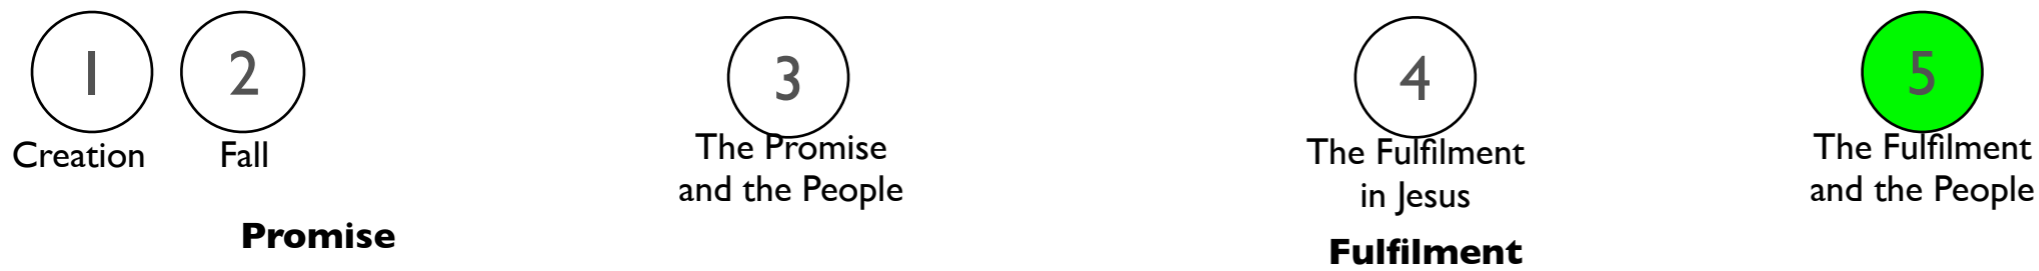 1
2
3
4
5
Creation
Fall
The Promise
and the People
The Fulfilment
in Jesus
The Fulfilment
and the People
Promise
Fulfilment